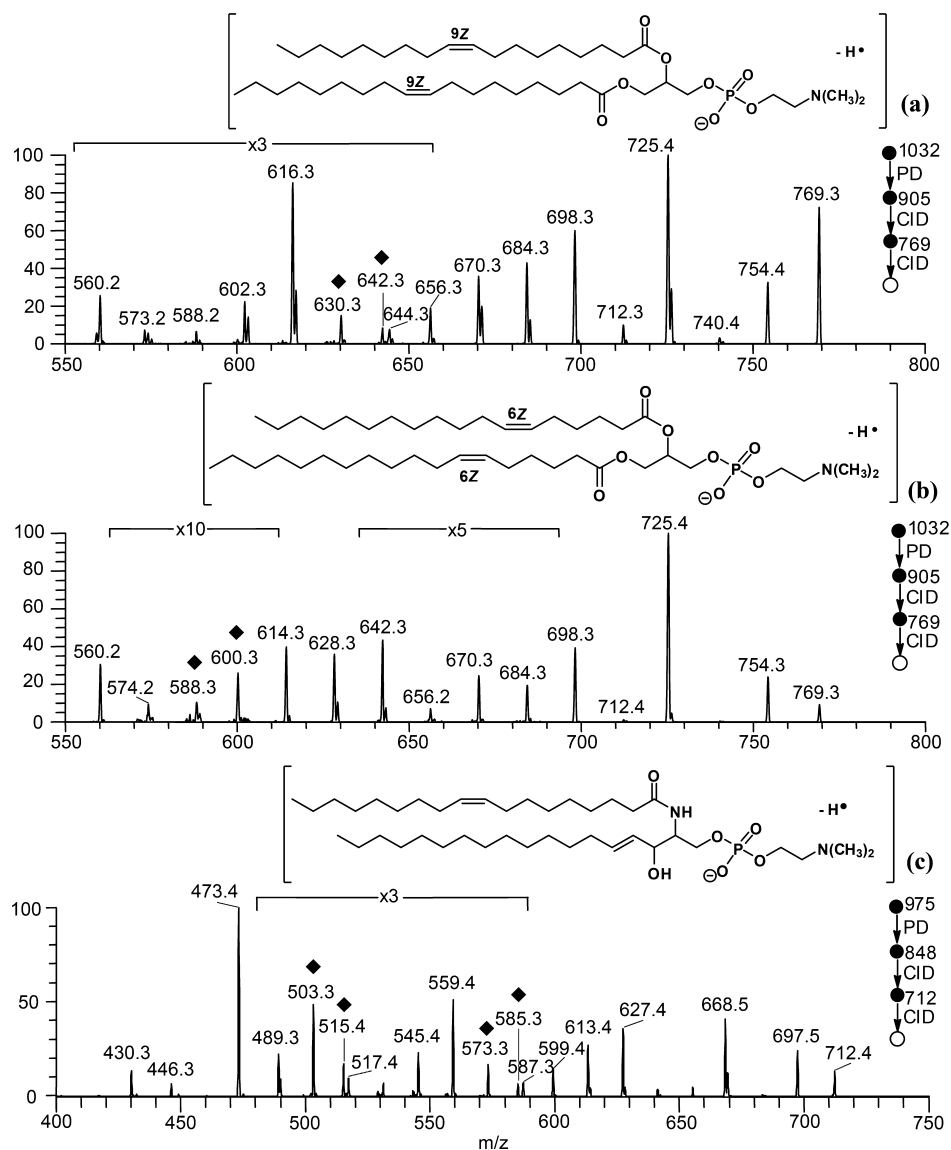 9Z
O
- H•
O
9Z
O
O
O
P
O
N(CH₃)₂
O
⊖O
(a)
x3
●1032
PD
●905
CID
●769
CID
○
100
80
60
40
20
0
560.2
573.2
588.2
602.3
616.3
◆
630.3
◆
642.3
644.3
656.3
670.3
684.3
698.3
712.3
725.4
740.4
754.4
769.3
550 600 650 700 750 800
6Z
O
- H•
O
6Z
O
O
O
P
O
N(CH₃)₂
O
⊖O
(b)
x10
x5
●1032
PD
●905
CID
●769
CID
○
100
80
60
40
20
0
560.2
574.2
◆
588.3
◆
600.3
614.3
628.3
642.3
656.2
670.3
684.3
698.3
712.4
725.4
754.3
769.3
550 600 650 700 750 800
O
- H•
NH
O
O
P
O
N(CH₃)₂
OH
⊖O
(c)
x3
●975
PD
●848
CID
●712
CID
○
100
50
0
430.3
446.3
473.4
489.3
◆
503.3
◆
515.4
517.4
545.4
559.4
◆
573.3
◆
585.3
587.3
599.4
613.4
627.4
668.5
697.5
712.4
400 450 500 550 600 650 700 750
m/z